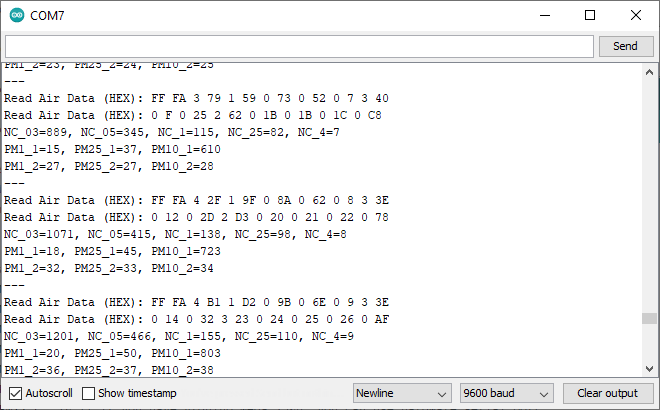 COM7
Send
PM1_2=23, PM25_2=24, PM10_2=25
---
Read Air Data (HEX): FF FA 3 79 1 59 0 73 0 52 0 7 3 40
Read Air Data (HEX): 0 F 0 25 2 62 0 1B 0 1B 0 1C 0 C8
NC_03=889, NC_05=345, NC_1=115, NC_25=82, NC_4=7
PM1_1=15, PM25_1=37, PM10_1=610
PM1_2=27, PM25_2=27, PM10_2=28
---
Read Air Data (HEX): FF FA 4 2F 1 9F 0 8A 0 62 0 8 3 3E
Read Air Data (HEX): 0 12 0 2D 2 D3 0 20 0 21 0 22 0 78
NC_03=1071, NC_05=415, NC_1=138, NC_25=98, NC_4=8
PM1_1=18, PM25_1=45, PM10_1=723
PM1_2=32, PM25_2=33, PM10_2=34
---
Read Air Data (HEX): FF FA 4 B1 1 D2 0 9B 0 6E 0 9 3 3E
Read Air Data (HEX): 0 14 0 32 3 23 0 24 0 25 0 26 0 AF
NC_03=1201, NC_05=466, NC_1=155, NC_25=110, NC_4=9
PM1_1=20, PM25_1=50, PM10_1=803
PM1_2=36, PM25_2=37, PM10_2=38
Autoscroll Show timestamp Newline 9600 baud Clear output